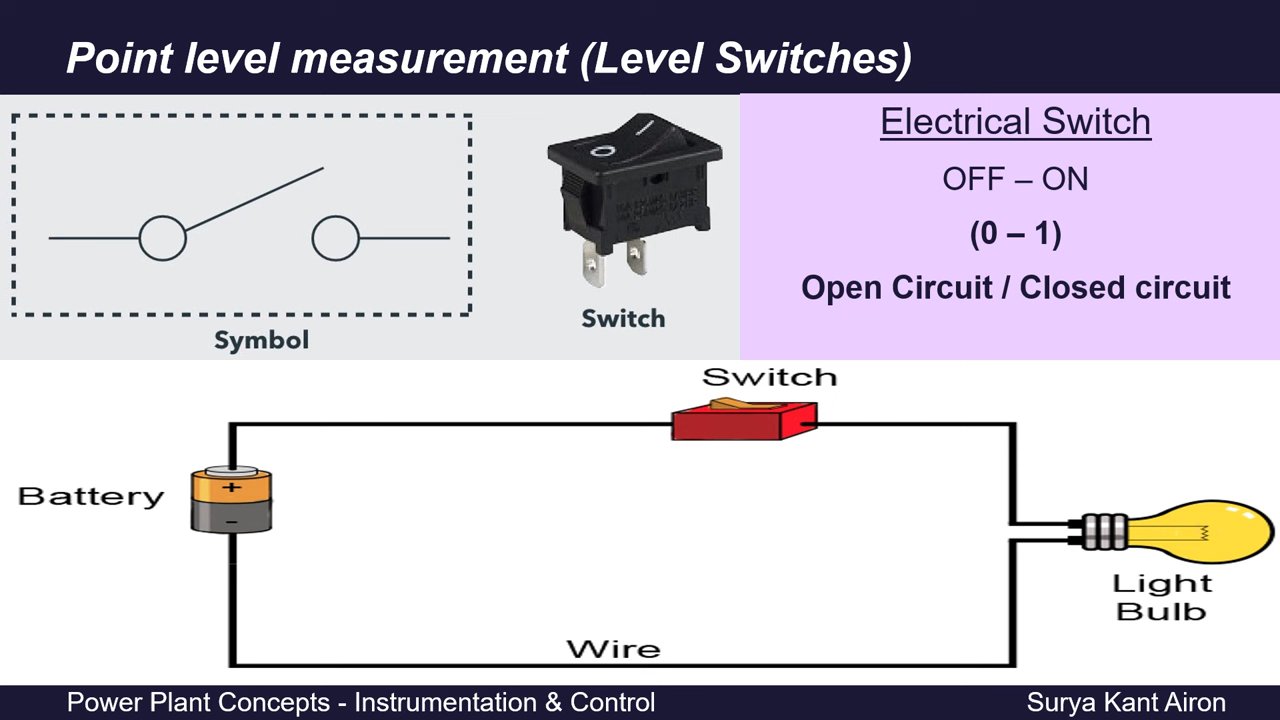 Point level measurement (Level Switches)
Symbol
Switch
Electrical Switch
OFF – ON
(0 – 1)
Open Circuit / Closed circuit
Switch
Battery
+
-
Light
Bulb
Wire
Power Plant Concepts - Instrumentation & Control
Surya Kant Airon